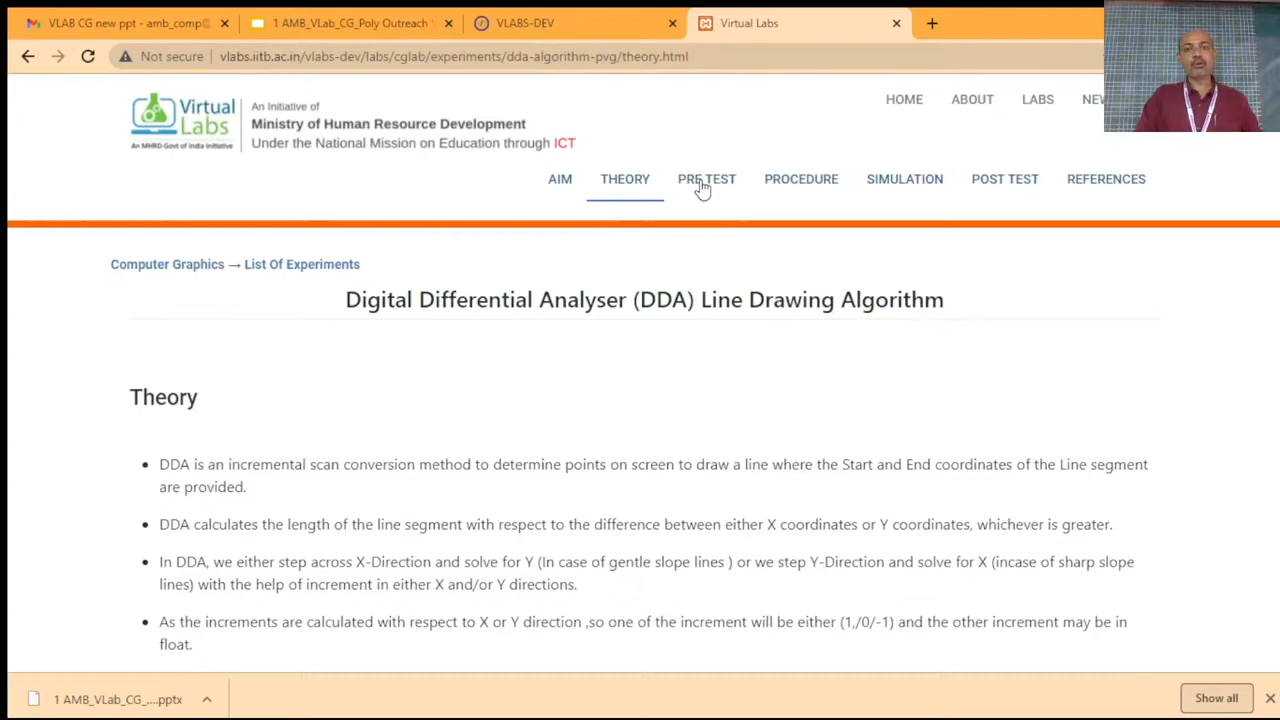 VLAB CG new ppt - amb_comp@
1 AMB_VLab_CG_Poly Outreach
VLABS-DEV
Virtual Labs
Not secure
vlabs.iitb.ac.in/vlabs-dev/labs/cglab/experiments/dda-algorithm-pvg/theory.html
Virtual Labs
An MHRD Govt of India Initiative
An Initiative of
Ministry of Human Resource Development
Under the National Mission on Education through ICT
HOME ABOUT LABS
AIM THEORY PRE TEST PROCEDURE SIMULATION POST TEST REFERENCES
Computer Graphics → List Of Experiments
Digital Differential Analyser (DDA) Line Drawing Algorithm
Theory
• DDA is an incremental scan conversion method to determine points on screen to draw a line where the Start and End coordinates of the Line segment
are provided.
• DDA calculates the length of the line segment with respect to the difference between either X coordinates or Y coordinates, whichever is greater.
• In DDA, we either step across X-Direction and solve for Y (In case of gentle slope lines ) or we step Y-Direction and solve for X (incase of sharp slope
lines) with the help of increment in either X and/or Y directions.
• As the increments are calculated with respect to X or Y direction ,so one of the increment will be either (1,/0/-1) and the other increment may be in
float.
1 AMB_VLab_CG_....pptx
Show all